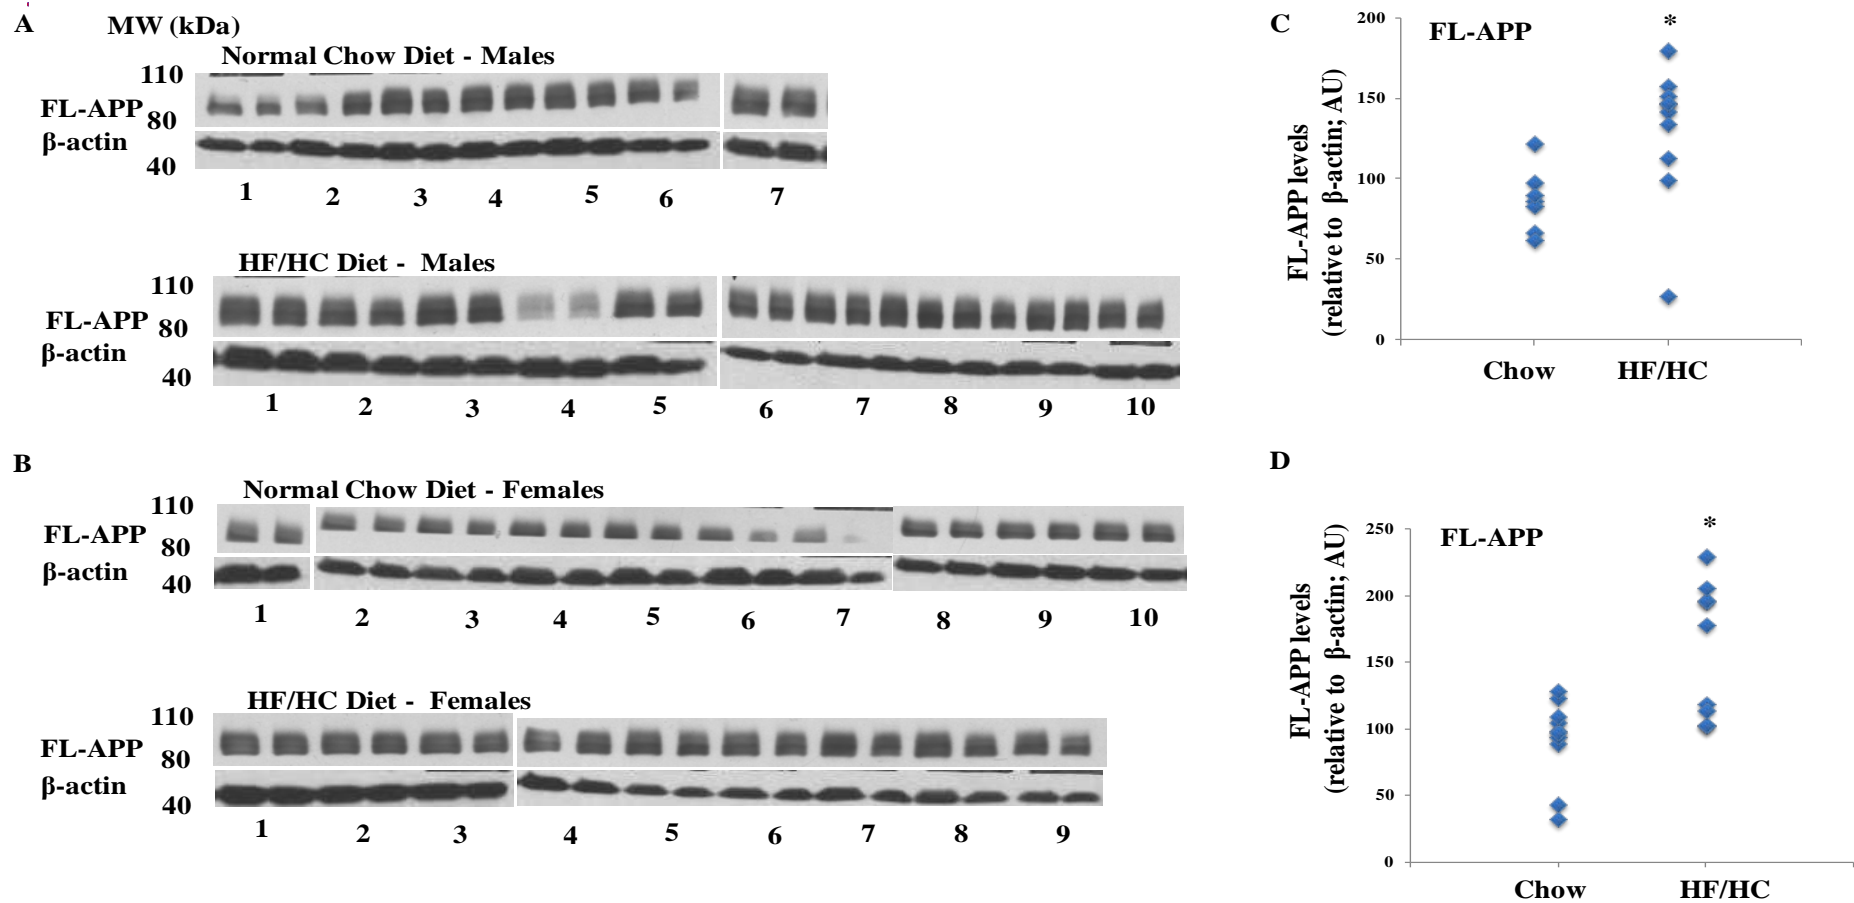 A
MW (kDa)
Normal Chow Diet - Males
110
FL-APP
80
β-actin
40
1 2 3 4 5 6 7
HF/HC Diet - Males
110
FL-APP
80
β-actin
40
1 2 3 4 5 6 7 8 9 10
B
Normal Chow Diet - Females
110
FL-APP
80
β-actin
40
1 2 3 4 5 6 7 8 9 10
HF/HC Diet - Females
110
FL-APP
80
β-actin
40
1 2 3 4 5 6 7 8 9
C
FL-APP
*
FL-APP levels
(relative to β-actin; AU)
200
150
100
50
0
Chow HF/HC
D
FL-APP
*
FL-APP levels
(relative to β-actin; AU)
250
200
150
100
50
0
Chow HF/HC